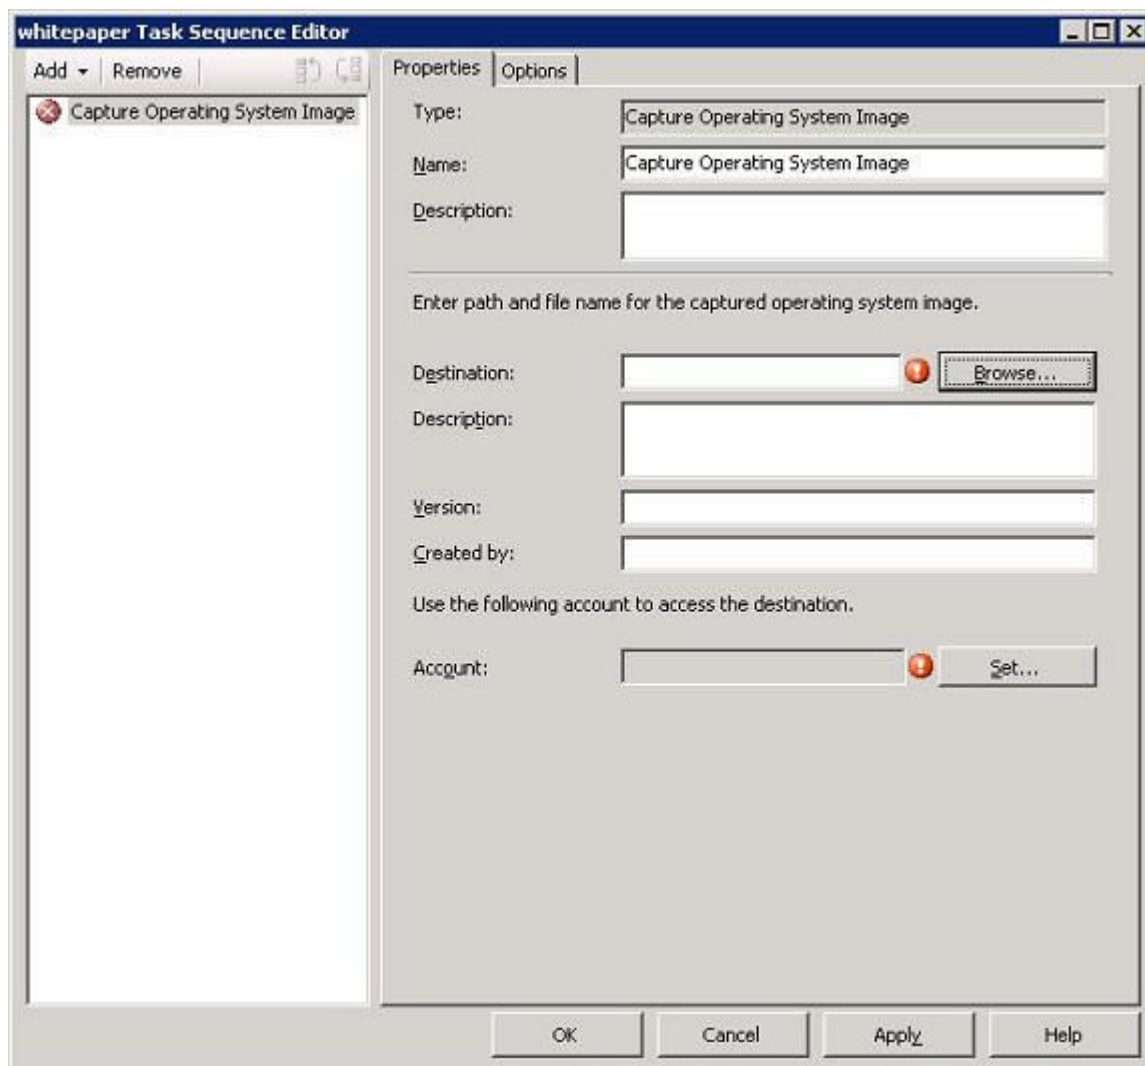 whitepaper Task Sequence Editor
Add Remove
Properties Options
Capture Operating System Image
Type: Capture Operating System Image
Name: Capture Operating System Image
Description:
Enter path and file name for the captured operating system image.
Destination: Browse...
Description:
Version:
Created by:
Use the following account to access the destination.
Account: Set...
OK Cancel Apply Help